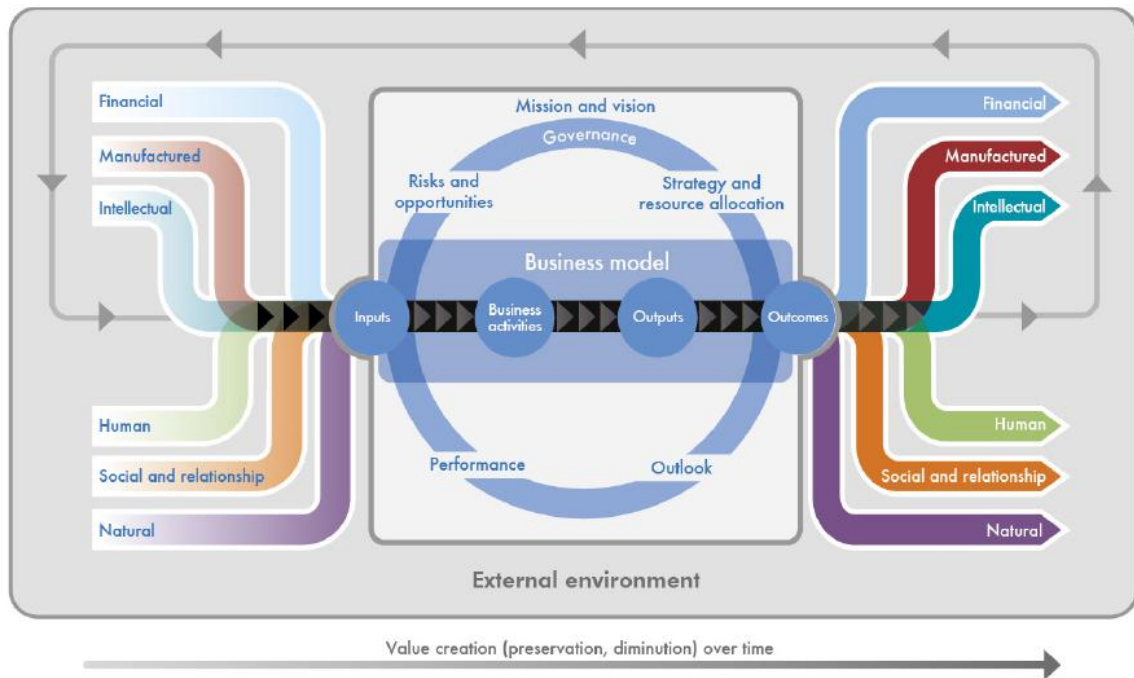 Financial
Manufactured
Intellectual
Human
Social and relationship
Natural
Mission and vision
Governance
Risks and
opportunities
Strategy and
resource allocation
Business model
Inputs
Business
activities
Outputs
Outcomes
Performance
Outlook
Financial
Manufactured
Intellectual
Human
Social and relationship
Natural
External environment
Value creation (preservation, diminution) over time